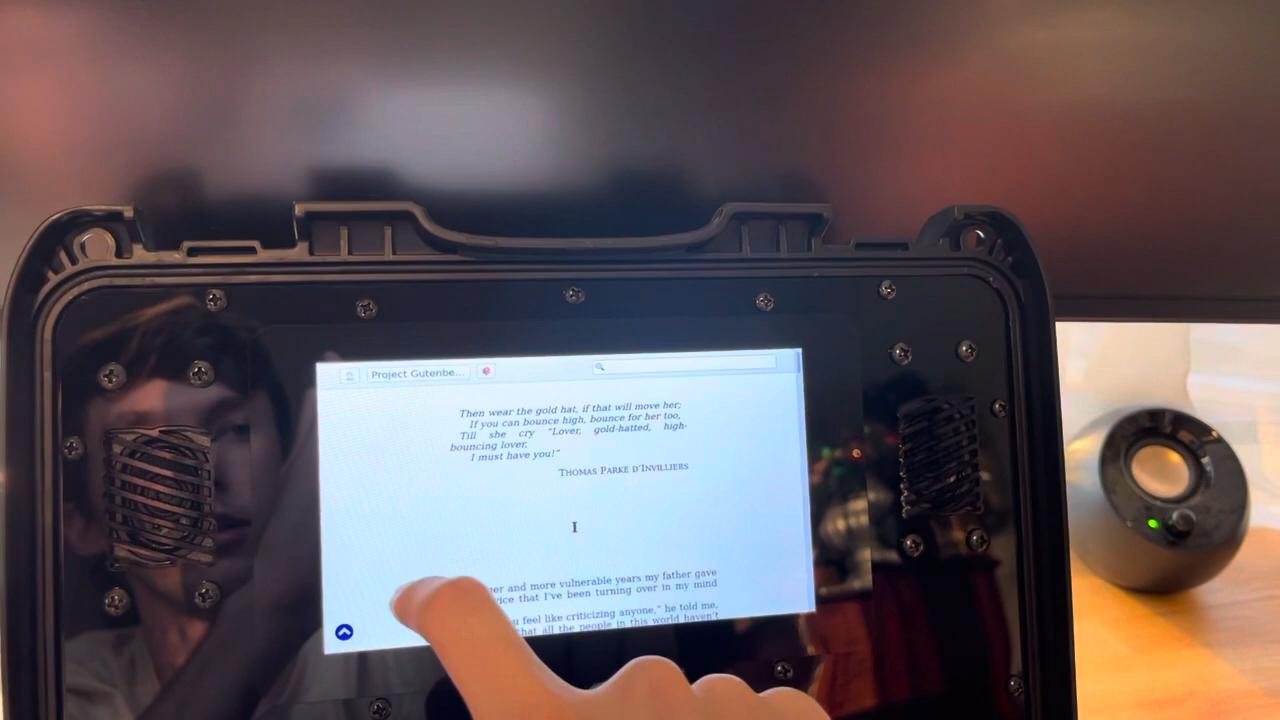 Project Gutenbe...
Then wear the gold hat, if that will move her;
If you can bounce high, bounce for her too,
Till she cry “Lover, gold-hatted, high-
bouncing lover,
I must have you!”
THOMAS PARKE D’INVILLIERS
I
and more vulnerable years my father gave
that I’ve been turning over in my mind
feel like criticizing anyone,” he told me,
that all the people in this world haven’t